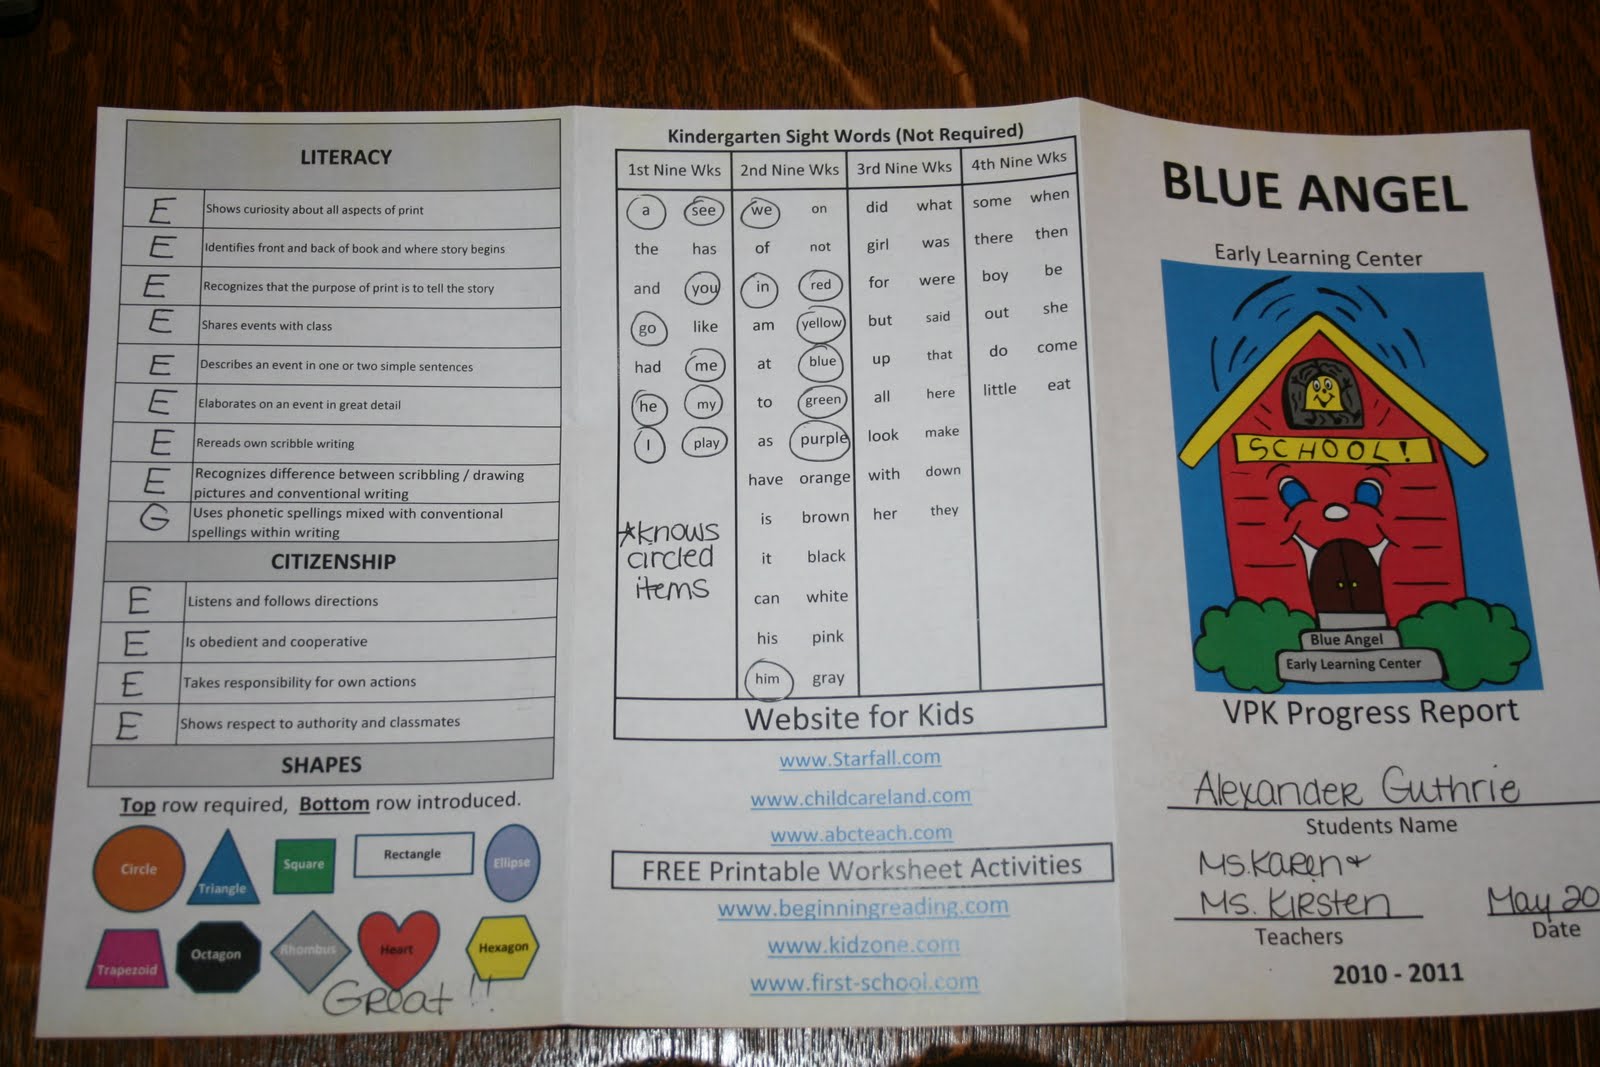 LITERACY
E Shows curiosity about all aspects of print
E Identifies front and back of book and where story begins
E Recognizes that the purpose of print is to tell the story
E Shares events with class
E Describes an event in one or two simple sentences
E Elaborates on an event in great detail
E Rereads own scribble writing
E Recognizes difference between scribbling / drawing
pictures and conventional writing
G Uses phonetic spellings mixed with conventional
spellings within writing
CITIZENSHIP
E Listens and follows directions
E Is obedient and cooperative
E Takes responsibility for own actions
E Shows respect to authority and classmates
SHAPES
Top row required, Bottom row introduced.
Circle Triangle Square Rectangle Ellipse
Trapezoid Octagon Rhombus Heart Hexagon
Great!!
Kindergarten Sight Words (Not Required)
1st Nine Wks 2nd Nine Wks 3rd Nine Wks 4th Nine Wks
a see we on did what some when
the has of not girl was there then
and you in red for were boy be
go like am yellow but said out she
had me at blue up that do come
he my to green all here little eat
I play as purple look make
have orange with down
is brown her they
*knows
circled
items
it black
can white
his pink
him gray
Website for Kids
www.Starfall.com
www.childcareland.com
www.abcteach.com
FREE Printable Worksheet Activities
www.beginningreading.com
www.kidzone.com
www.first-school.com
BLUE ANGEL
Early Learning Center
SCHOOL!
Blue Angel
Early Learning Center
VPK Progress Report
Alexander Guthrie
Students Name
Ms. Karen +
Ms. Kirsten
Teachers
May 20
Date
2010 - 2011